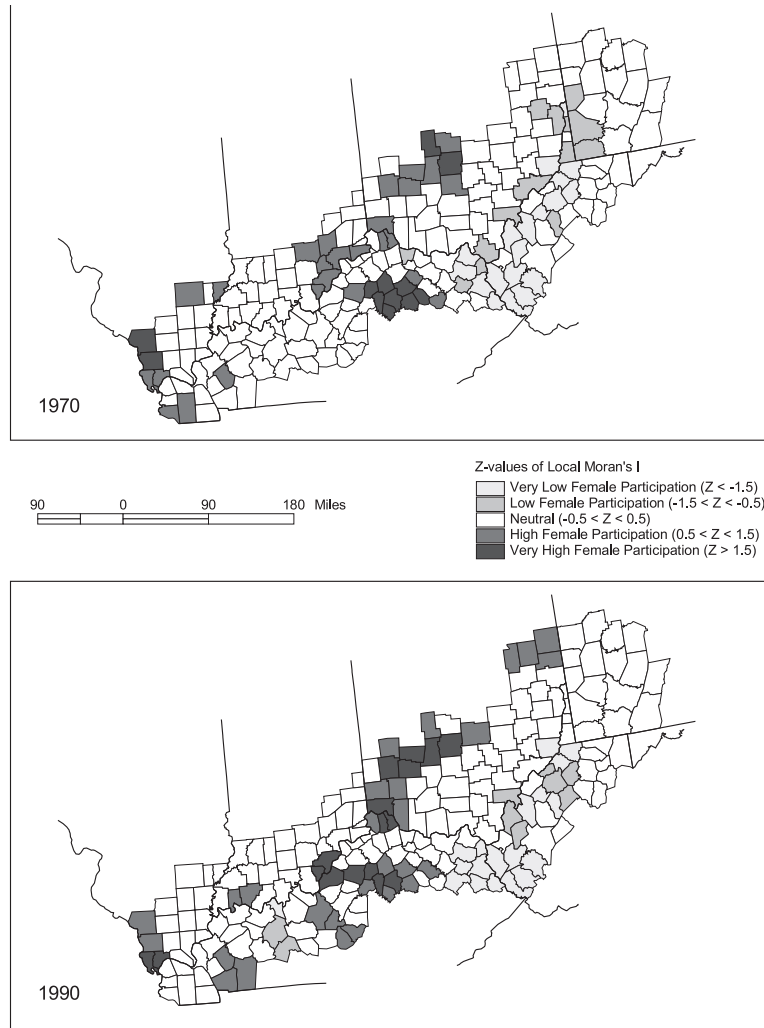 1970
Z-values of Local Moran's I
Very Low Female Participation (Z < -1.5)
Low Female Participation (-1.5 < Z < -0.5)
Neutral (-0.5 < Z < 0.5)
High Female Participation (0.5 < Z < 1.5)
Very High Female Participation (Z > 1.5)
90 0 90 180 Miles
1990